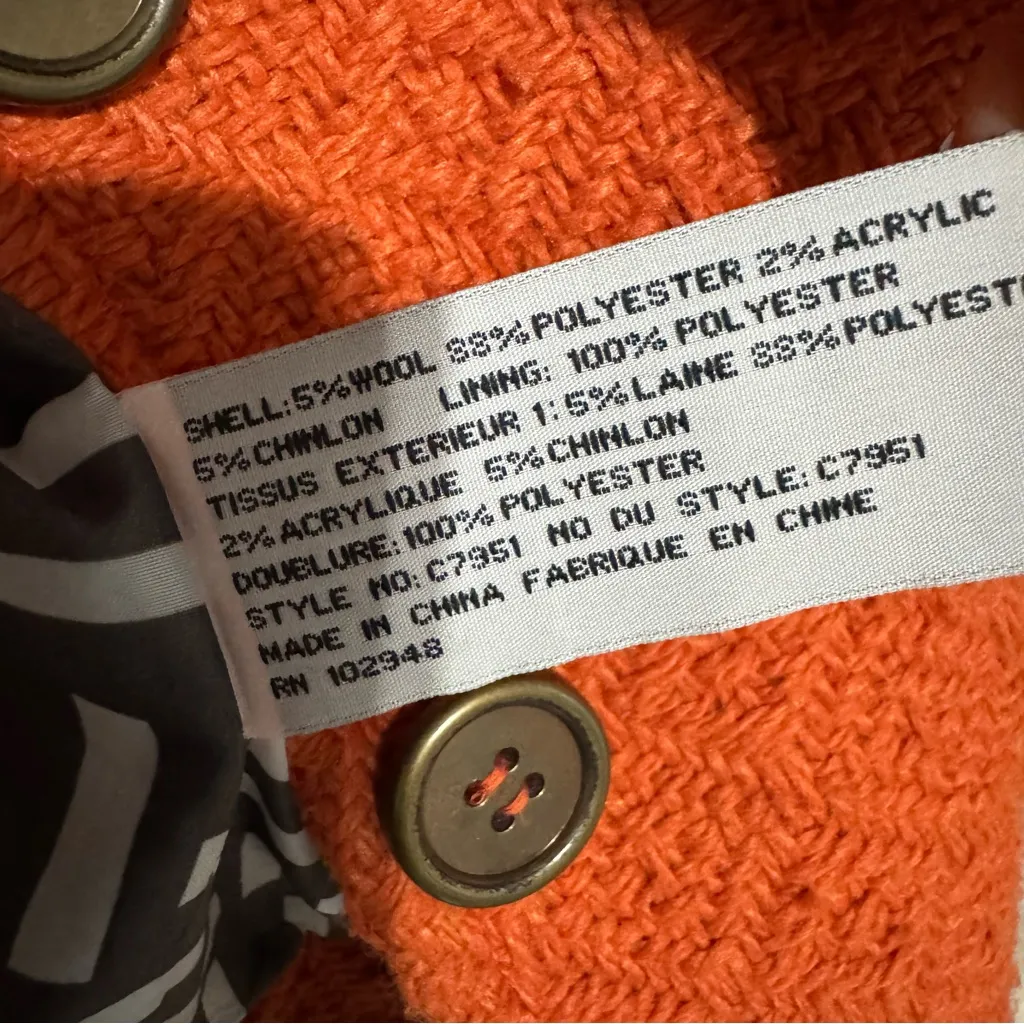 SHELL:5%WOOL 88%POLYESTER 2%ACRYLIC
5%CHINLON LINING: 100% POLYESTER
TISSUS EXTERIEUR 1:5%LAINE 88%POLYESTE
2%ACRYLIQUE 5%CHINLON
DOUBLURE:100%POLYESTER
STYLE NO:C7951 NO DU STYLE:C7951
MADE IN CHINA FABRIQUE EN CHINE
RN 102948